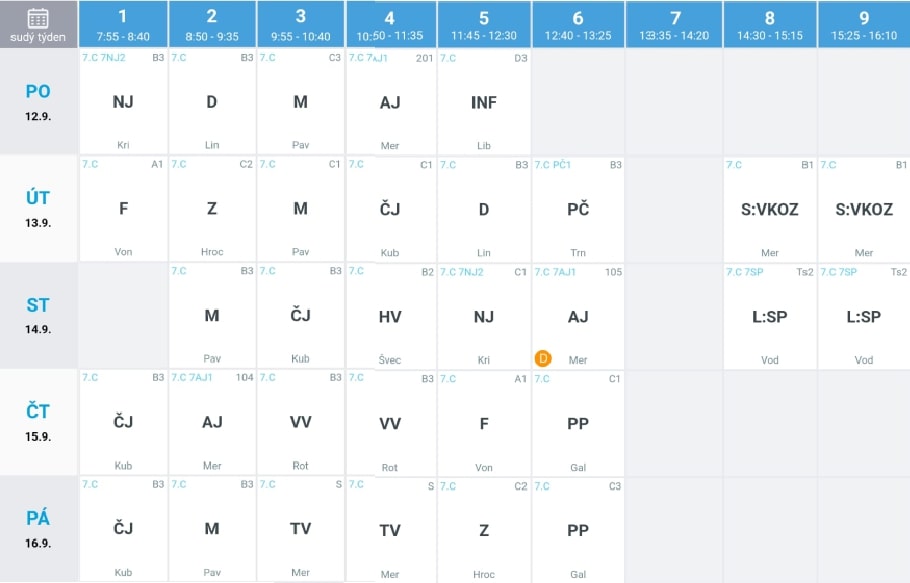 sudý týden
1 2 3 4 5 6 7 8 9
7:55 - 8:40 8:50 - 9:35 9:55 - 10:40 10:50 - 11:35 11:45 - 12:30 12:40 - 13:25 13:35 - 14:20 14:30 - 15:15 15:25 - 16:10
PO
12.9.
7.C 7NJ2 B3 7.C B3 7.C C3 7.C 7AJ1 201 7.C D3
NJ D M AJ INF
Kri Lin Pav Mer Lib
ÚT
13.9.
7.C A1 7.C C2 7.C C1 7.C C1 7.C B3 7.C PČ1 B3 7.C B1 7.C B1
F Z M ČJ D PČ S:VKOZ S:VKOZ
Von Hroc Pav Kub Lin Trn Mer Mer
ST
14.9.
7.C B3 7.C B3 7.C B2 7.C 7NJ2 C1 7.C 7AJ1 105 7.C 7SP Ts2 7.C 7SP Ts2
M ČJ HV NJ AJ L:SP L:SP
Pav Kub Švec Kri D Mer Vod Vod
ČT
15.9.
7.C B3 7.C 7AJ1 104 7.C B3 7.C B3 7.C A1 7.C C1
ČJ AJ VV VV F PP
Kub Mer Rot Rot Von Gal
PÁ
16.9.
7.C B3 7.C B3 7.C S 7.C S 7.C C2 7.C C3
ČJ M TV TV Z PP
Kub Pav Mer Mer Hroc Gal